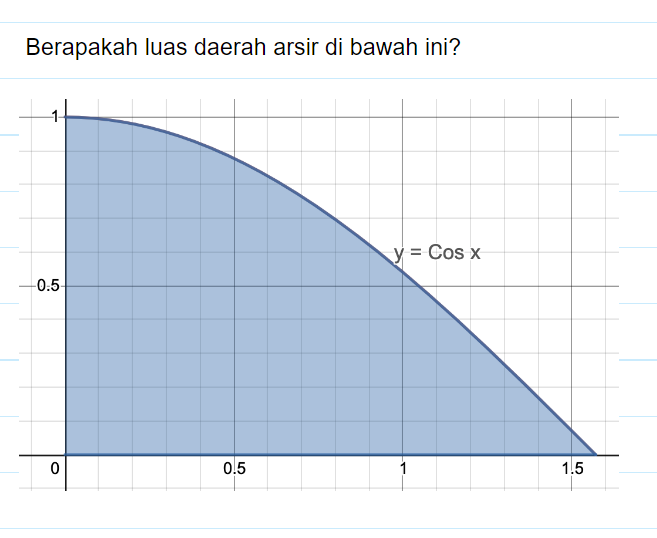 Berapakah luas daerah arsir di bawah ini?
1
y = Cos x
0.5
0 0.5 1 1.5